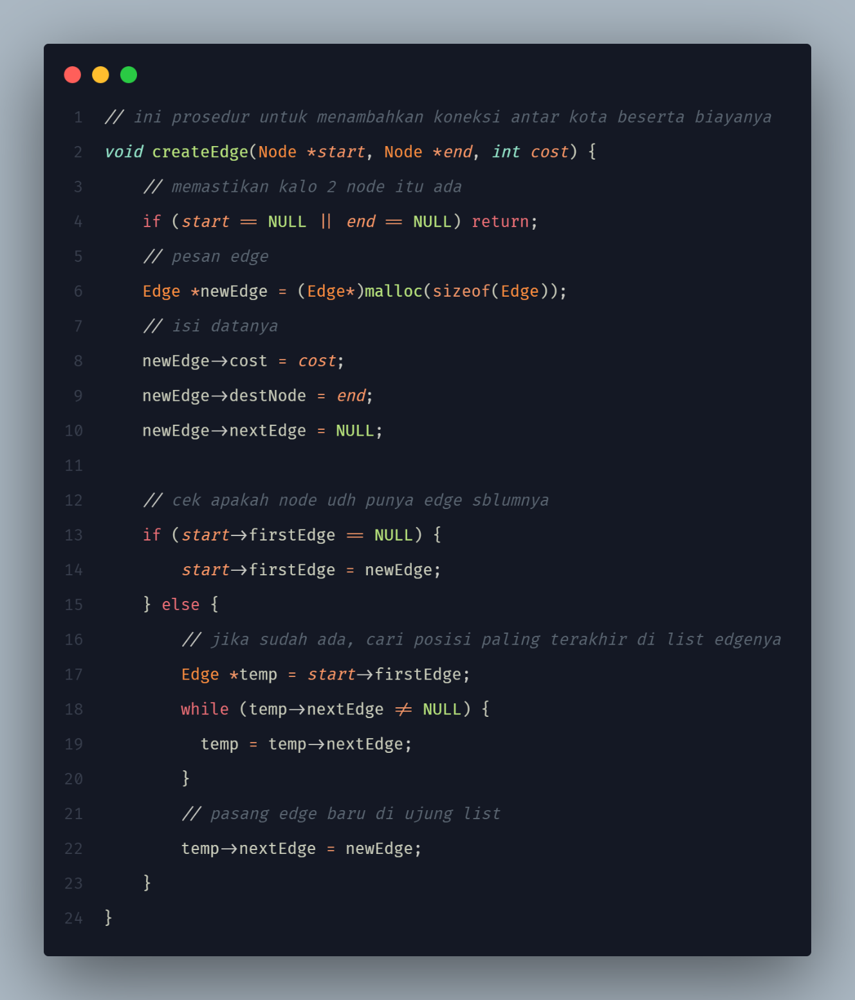 1 // ini prosedur untuk menambahkan koneksi antar kota beserta biayanya
2 void createEdge(Node *start, Node *end, int cost) {
3     // memastikan kalo 2 node itu ada
4     if (start == NULL || end == NULL) return;
5     // pesan edge
6     Edge *newEdge = (Edge*)malloc(sizeof(Edge));
7     // isi datanya
8     newEdge->cost = cost;
9     newEdge->destNode = end;
10     newEdge->nextEdge = NULL;
11
12     // cek apakah node udh punya edge sblumnya
13     if (start->firstEdge == NULL) {
14         start->firstEdge = newEdge;
15     } else {
16         // jika sudah ada, cari posisi paling terakhir di list edgenya
17         Edge *temp = start->firstEdge;
18         while (temp->nextEdge != NULL) {
19           temp = temp->nextEdge;
20         }
21         // pasang edge baru di ujung list
22         temp->nextEdge = newEdge;
23     }
24 }